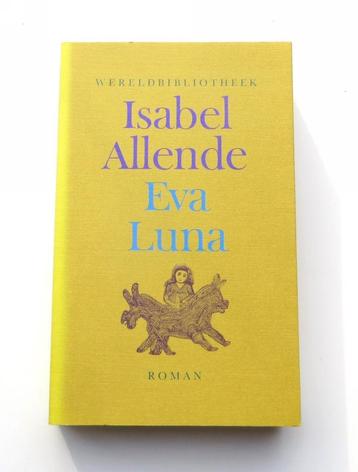 WERELDBIBLIOTHEEK
Isabel
Allende
Eva
Luna
ROMAN